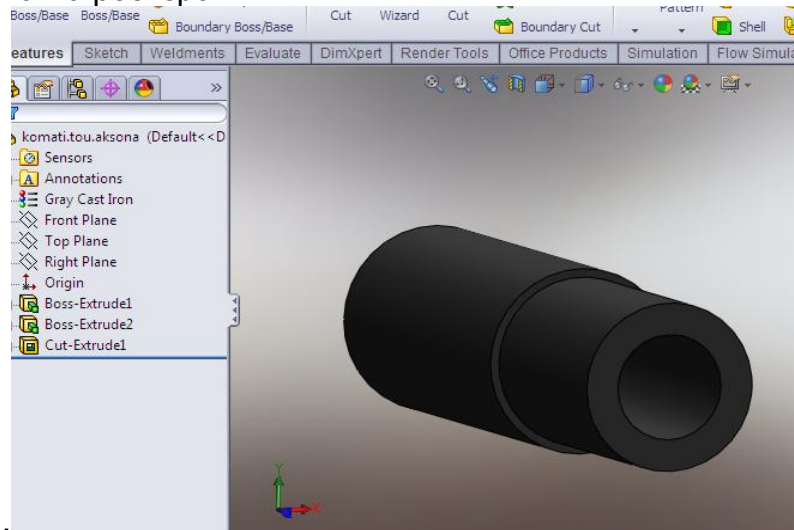 Boss/Base Boss/Base
Boundary Boss/Base
Cut
Wizard
Cut
Boundary Cut
Pattern
Shell
eatures
Sketch
Weldments
Evaluate
DimXpert
Render Tools
Office Products
Simulation
Flow Simula
komati.tou.aksona (Default<<D
Sensors
Annotations
Gray Cast Iron
Front Plane
Top Plane
Right Plane
Origin
Boss-Extrude1
Boss-Extrude2
Cut-Extrude1
Y
X